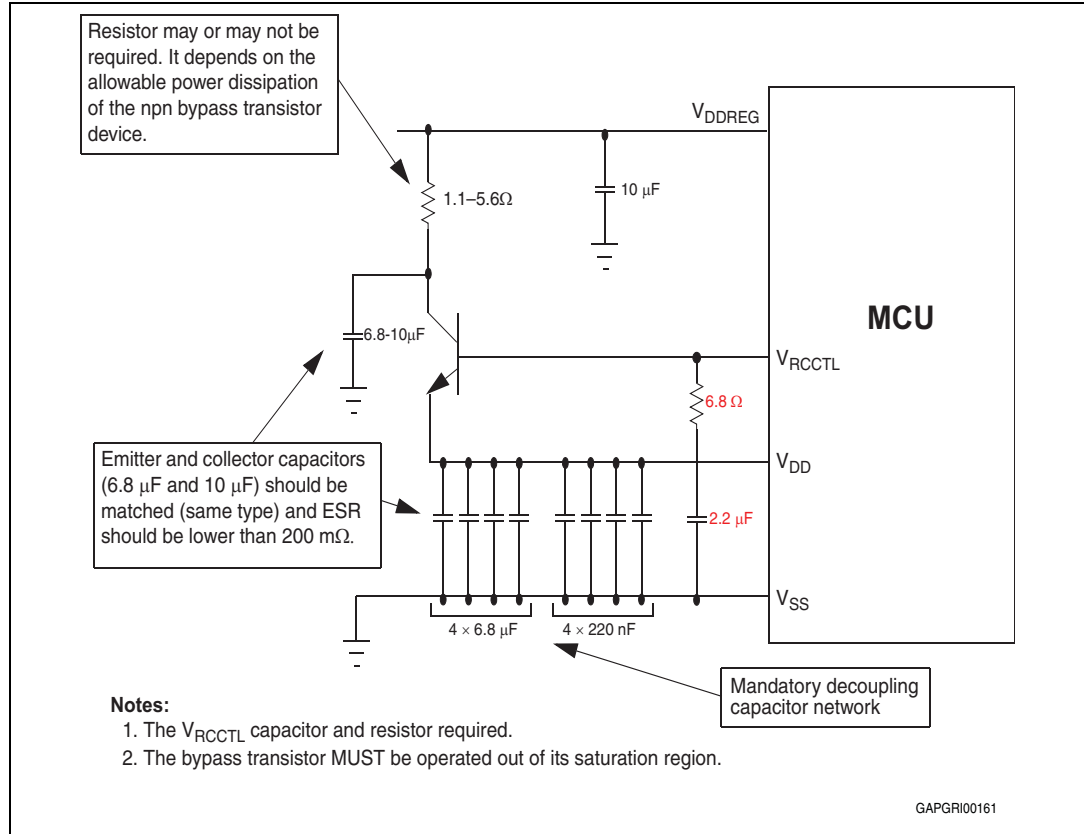 Resistor may or may not be
required. It depends on the
allowable power dissipation
of the npn bypass transistor
device.
VDDREG
10 μF
1.1–5.6Ω
MCU
6.8-10μF
VRCCTL
6.8 Ω
Emitter and collector capacitors
(6.8 μF and 10 μF) should be
matched (same type) and ESR
should be lower than 200 mΩ.
VDD
2.2 μF
VSS
4 × 6.8 μF
4 × 220 nF
Mandatory decoupling
capacitor network
Notes:
1. The VRCCTL capacitor and resistor required.
2. The bypass transistor MUST be operated out of its saturation region.
GAPGRI00161